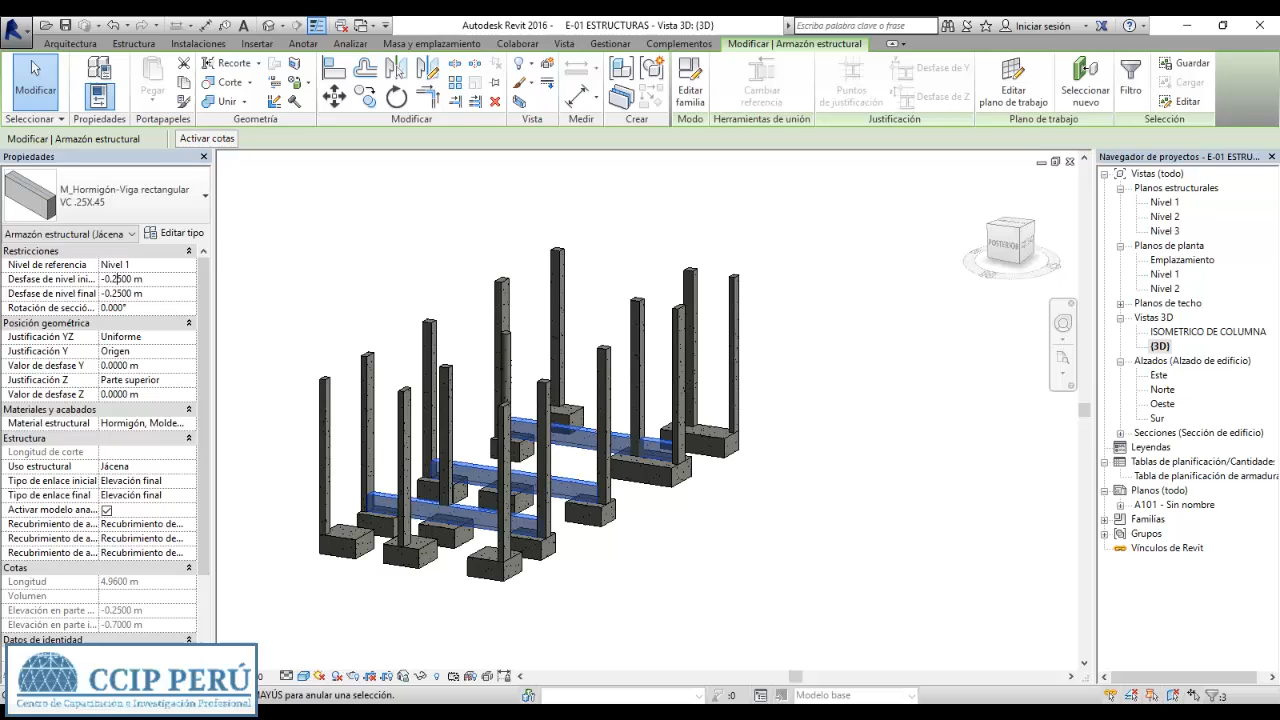 Autodesk Revit 2016 - E-01 ESTRUCTURAS - Vista 3D: {3D}
Escriba palabra clave o frase
Iniciar sesión
Arquitectura Estructura Instalaciones Insertar Anotar Analizar Masa y emplazamiento Colaborar Vista Gestionar Complementos Modificar | Armazón estructural
Modificar
Pegar
Recorte
Corte
Unir
Editar familia
Cambiar referencia
Puntos de justificación
Desfase de Y
Desfase de Z
Editar plano de trabajo
Seleccionar nuevo
Filtro
Guardar
Cargar
Editar
Seleccionar Propiedades Portapapeles Geometría Modificar Vista Medir Crear Modo Herramientas de unión Justificación Plano de trabajo Selección
Modificar | Armazón estructural Activar cotas
Propiedades
M_Hormigón-Viga rectangular
VC .25X.45
Armazón estructural (Jácena Editar tipo
Restricciones
Nivel de referencia Nivel 1
Desfase de nivel ini... -0.2500 m
Desfase de nivel final -0.2500 m
Rotación de secció... 0.000°
Posición geométrica
Justificación YZ Uniforme
Justificación Y Origen
Valor de desfase Y 0.0000 m
Justificación Z Parte superior
Valor de desfase Z 0.0000 m
Materiales y acabados
Material estructural Hormigón, Molde...
Estructura
Longitud de corte
Uso estructural Jácena
Tipo de enlace inicial Elevación final
Tipo de enlace final Elevación final
Activar modelo ana...
Recubrimiento de a... Recubrimiento de...
Recubrimiento de a... Recubrimiento de...
Recubrimiento de a... Recubrimiento de...
Cotas
Longitud 4.9600 m
Volumen
Elevación en parte ... -0.2500 m
Elevación en parte i... -0.7000 m
Datos de identidad
CCIP PERÚ
Centro de Capacitación e Investigación Profesional
POSTERIOR
Navegador de proyectos - E-01 ESTRU...
Vistas (todo)
Planos estructurales
Nivel 1
Nivel 2
Nivel 3
Planos de planta
Emplazamiento
Nivel 1
Nivel 2
Planos de techo
Vistas 3D
ISOMETRICO DE COLUMNA
{3D}
Alzados (Alzado de edificio)
Este
Norte
Oeste
Sur
Secciones (Sección de edificio)
Leyendas
Tablas de planificación/Cantidades
Tabla de planificación de armadura
Planos (todo)
A101 - Sin nombre
Familias
Grupos
Vínculos de Revit
MAYÚS para anular una selección.
:0
Modelo base
:3